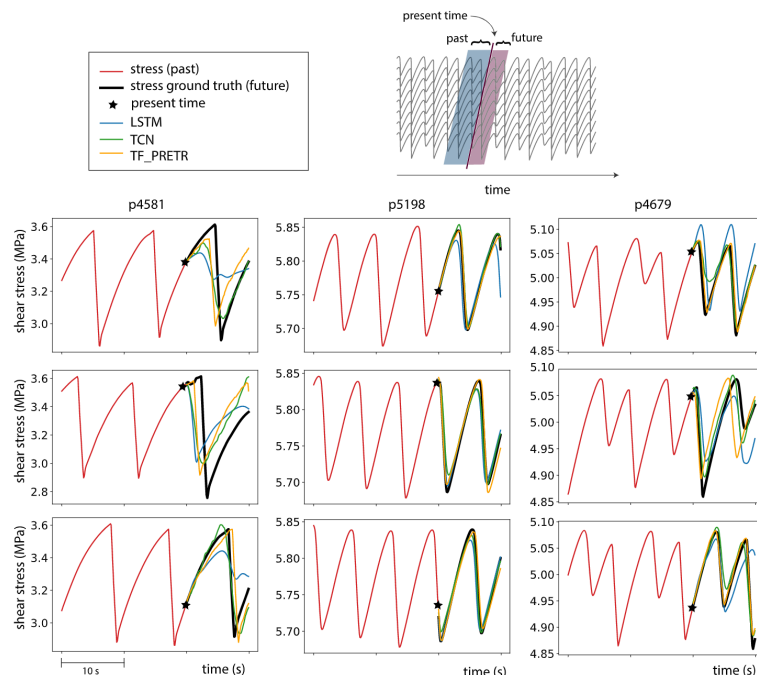 present time
past
future
time
stress (past)
stress ground truth (future)
present time
LSTM
TCN
TF_PRETR
p4581
p5198
p4679
shear stress (MPa)
3.6
3.4
3.2
3.0
5.85
5.80
5.75
5.70
5.10
5.05
5.00
4.95
4.90
4.85
shear stress (MPa)
3.6
3.4
3.2
3.0
2.8
5.85
5.80
5.75
5.70
5.10
5.05
5.00
4.95
4.90
4.85
shear stress (MPa)
3.6
3.4
3.2
3.0
5.85
5.80
5.75
5.70
5.10
5.05
5.00
4.95
4.90
4.85
10 s
time (s)
time (s)
time (s)